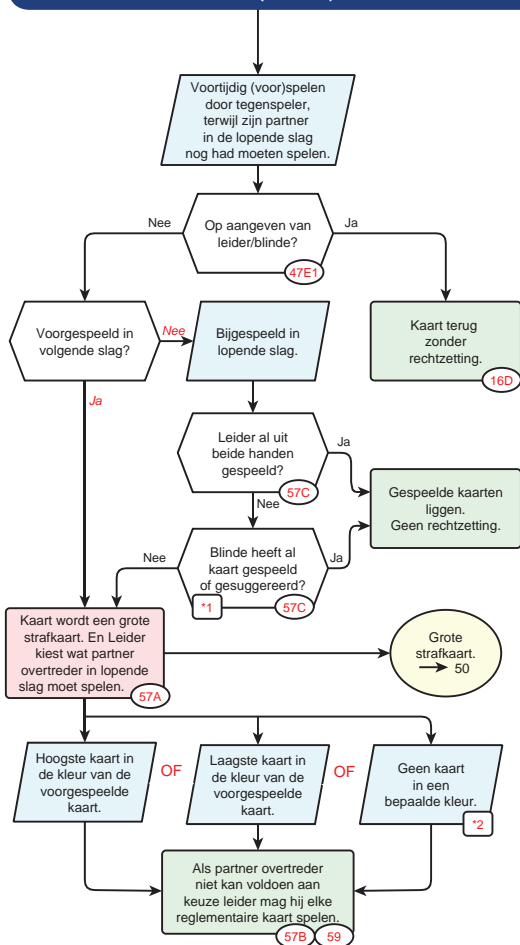 Voortijdig (voor)spelen
door tegenspeler,
terwijl zijn partner
in de lopende slag
nog had moeten spelen.
Nee
Op aangeven van
leider/blinde?
Ja
47E1
Voorgespeeld in
volgende slag?
Nee
Bijgespeeld in
lopende slag.
Kaart terug
zonder
rechtzetting.
16D
Ja
Leider al uit
beide handen
gespeeld?
Ja
57C
Nee
Gespeelde kaarten
liggen.
Geen rechtzetting.
Nee
Blinde heeft al
kaart gespeeld
of gesuggereerd?
Ja
*1
57C
Kaart wordt een grote
strafkaart. En Leider
kiest wat partner
overtreder in lopende
slag moet spelen.
57A
Grote
strafkaart.
→ 50
Hoogste kaart in
de kleur van de
voorgespeelde
kaart.
OF
Laagste kaart in
de kleur van de
voorgespeelde
kaart.
OF
Geen kaart
in een
bepaalde kleur.
*2
Als partner overtreder
niet kan voldoen aan
keuze leider mag hij elke
reglementaire kaart spelen.
57B
59